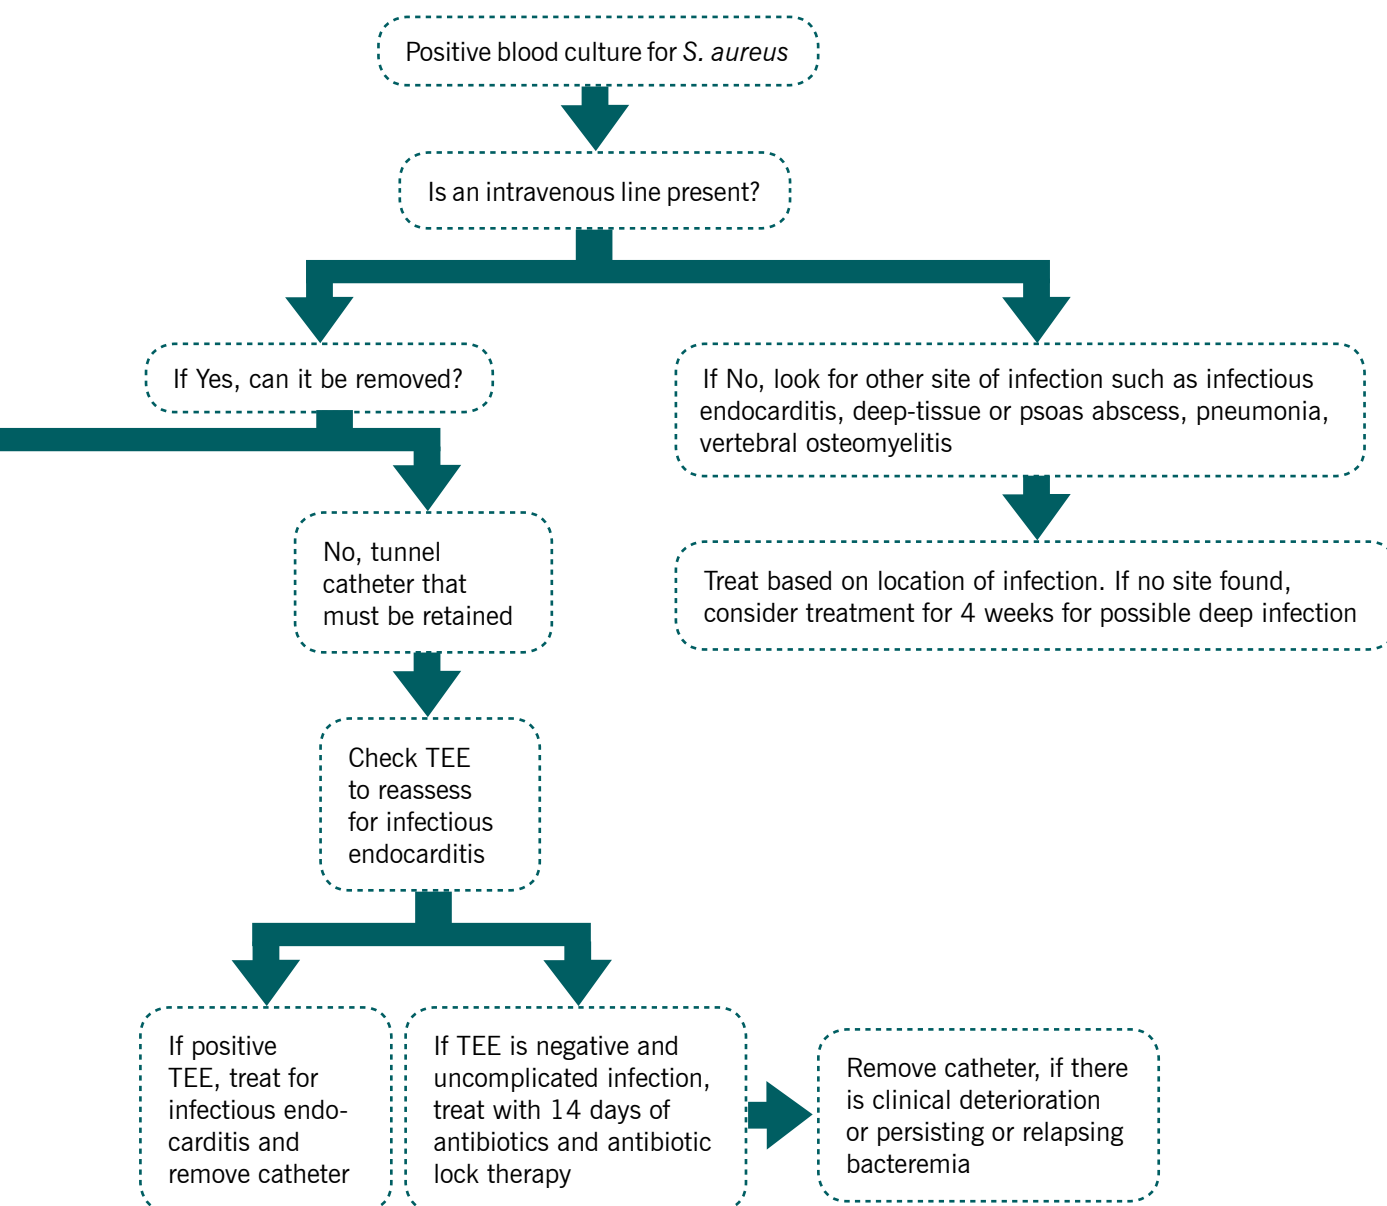 Positive blood culture for S. aureus
Is an intravenous line present?
If Yes, can it be removed?
If No, look for other site of infection such as infectious
endocarditis, deep-tissue or psoas abscess, pneumonia,
vertebral osteomyelitis
No, tunnel
catheter that
must be retained
Treat based on location of infection. If no site found,
consider treatment for 4 weeks for possible deep infection
Check TEE
to reassess
for infectious
endocarditis
If positive
TEE, treat for
infectious endo-
carditis and
remove catheter
If TEE is negative and
uncomplicated infection,
treat with 14 days of
antibiotics and antibiotic
lock therapy
Remove catheter, if there
is clinical deterioration
or persisting or relapsing
bacteremia